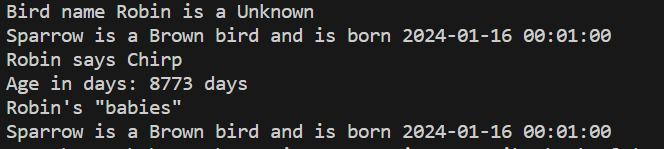 Bird name Robin is a Unknown
Sparrow is a Brown bird and is born 2024-01-16 00:01:00
Robin says Chirp
Age in days: 8773 days
Robin's "babies"
Sparrow is a Brown bird and is born 2024-01-16 00:01:00